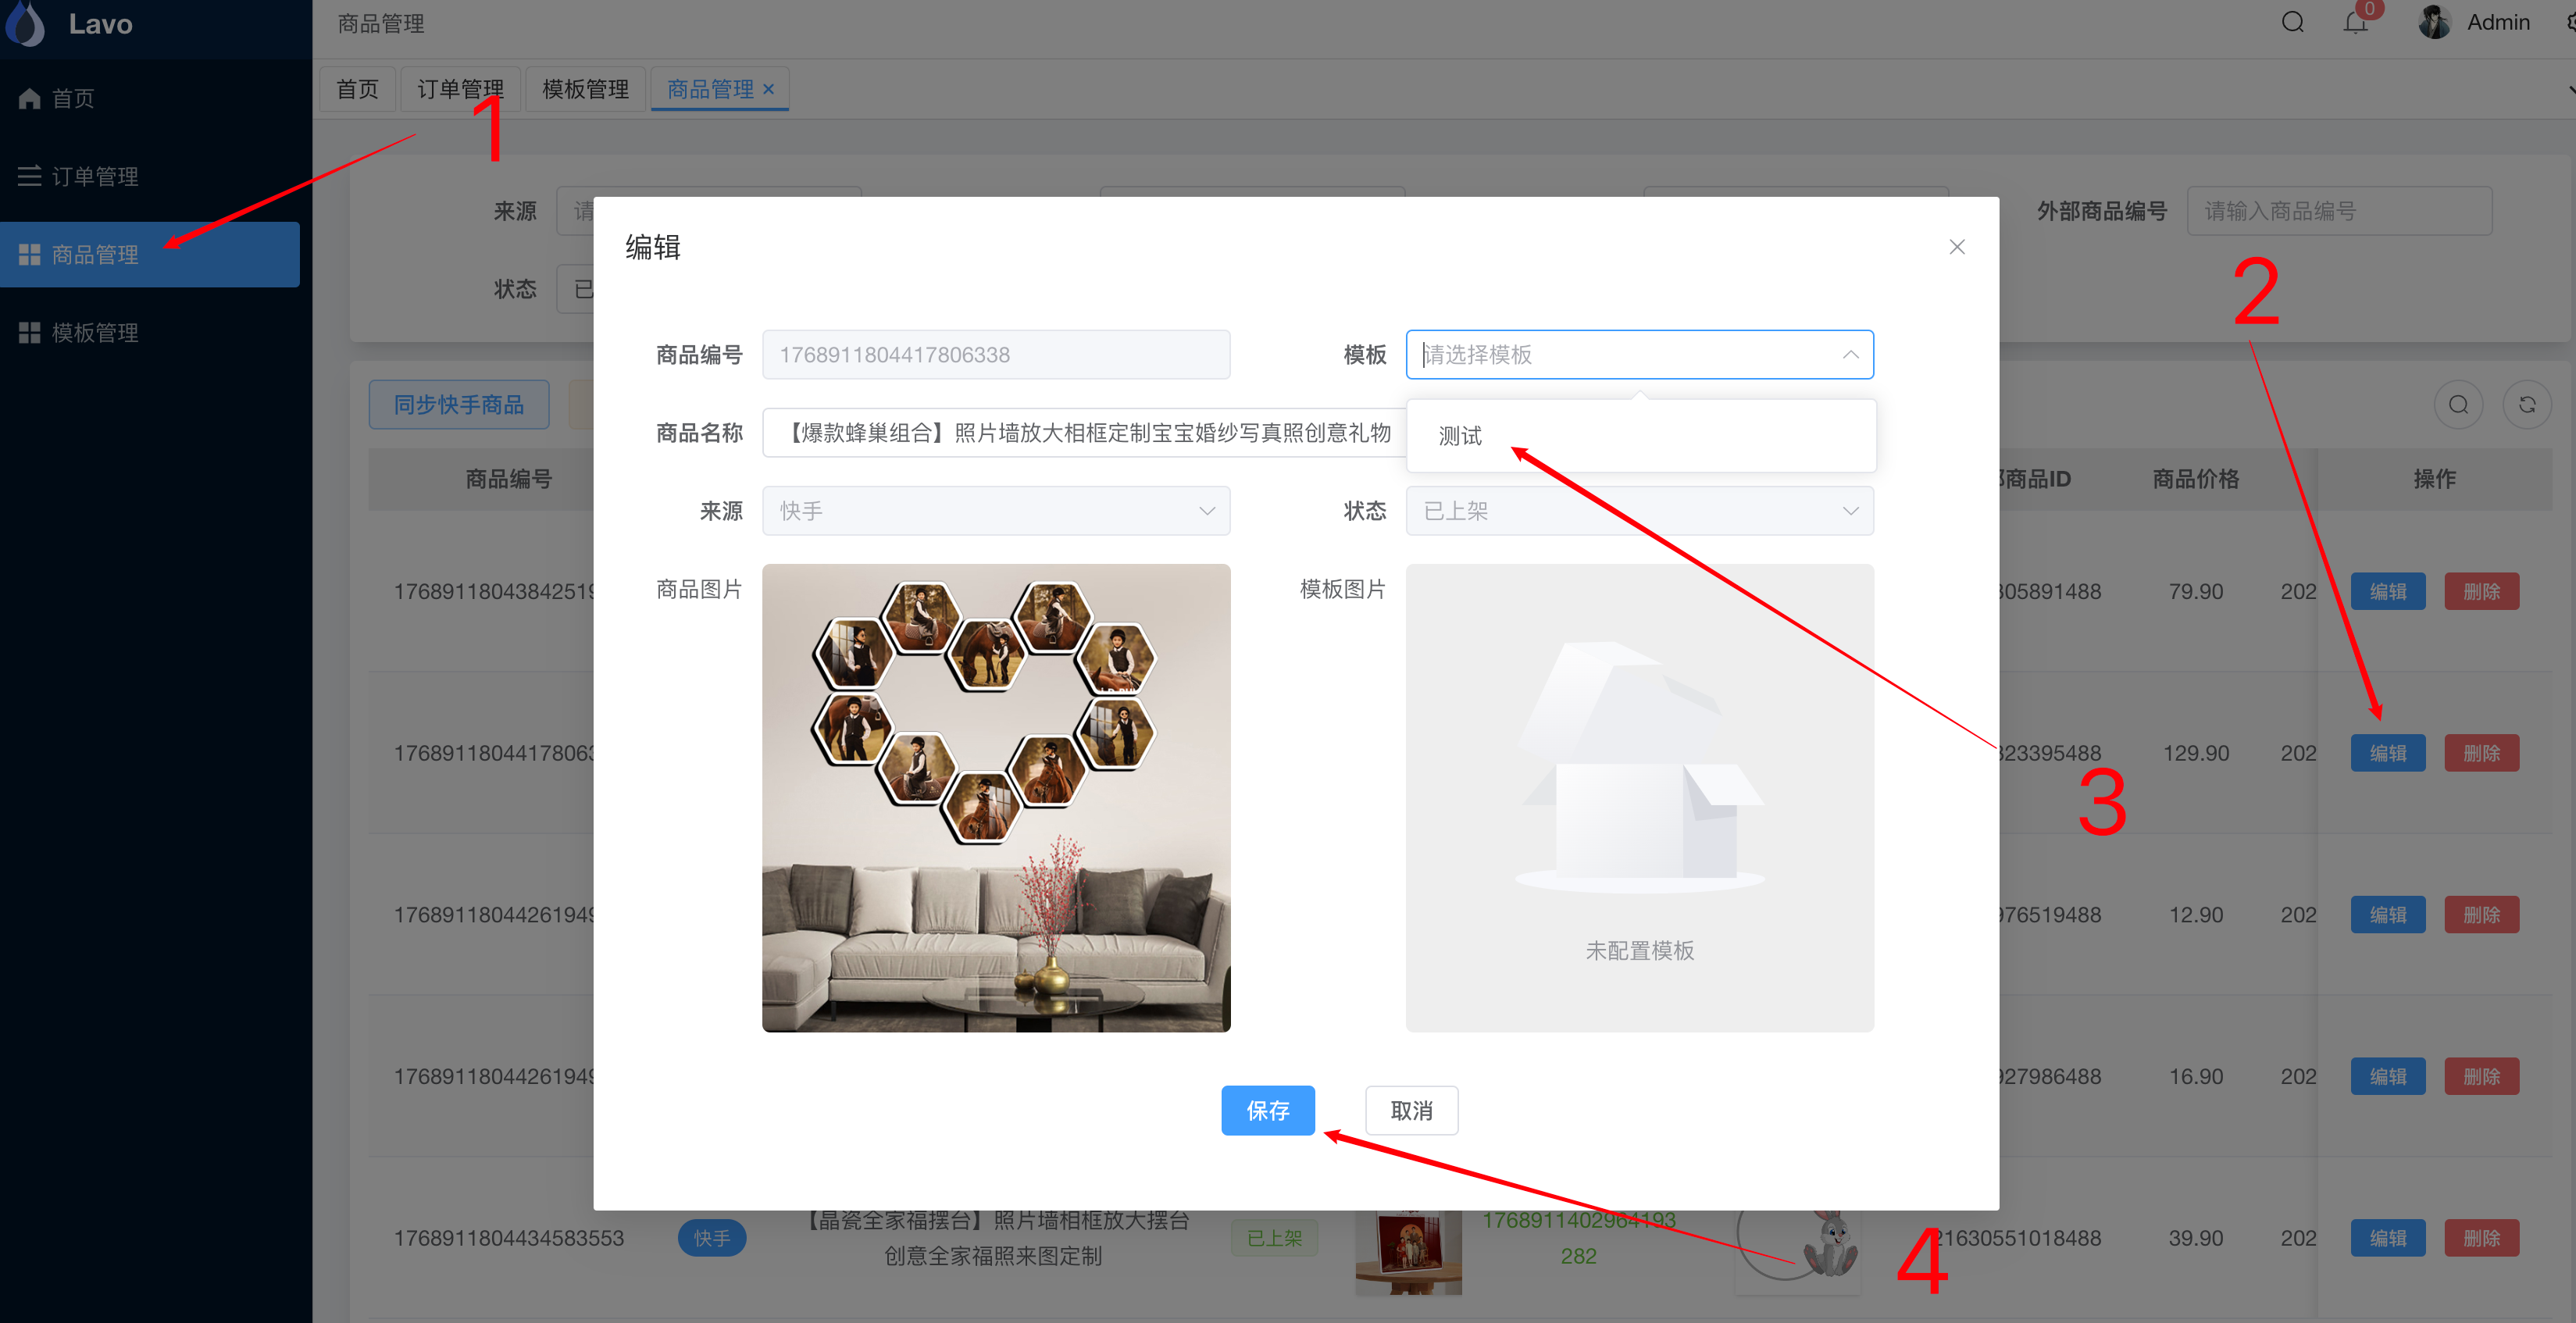 Lavo
商品管理
0
Admin
首页
订单管理
商品管理
模板管理
首页
订单管理
模板管理
商品管理 ×
1
来源
请
外部商品编号
请输入商品编号
状态
2
同步快手商品
商品编号
商品ID
商品价格
操作
编辑
商品编号
1768911804417806338
模板
请选择模板
测试
商品名称
【爆款蜂巢组合】照片墙放大相框定制宝宝婚纱写真照创意礼物
来源
快手
状态
已上架
商品图片
模板图片
未配置模板
保存
取消
3
4
1768911804384251
305891488
79.90
202
编辑
删除
1768911804417806
323395488
129.90
202
编辑
删除
176891180442619
976519488
12.90
202
编辑
删除
176891180442619
927986488
16.90
202
编辑
删除
1768911804434583553
快手
【晶瓷全家福摆台】照片墙相框放大摆台
创意全家福照来图定制
已上架
1768911402964193
282
21630551018488
39.90
202
编辑
删除